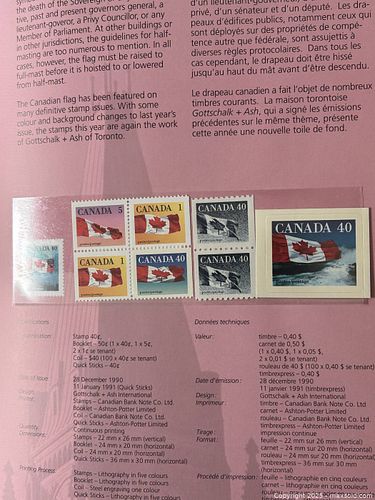 the death of the Sovereign
tive, past and present governors general, a
lieutenant-governor, a Privy Councillor, or any
Member of Parliament. At other buildings or
in other jurisdictions, the guidelines for half-
masting are too numerous to mention. In all
cases, however, the flag must be raised to
full-mast before it is hoisted to or lowered
from half-mast.
The Canadian flag has been featured on
many definitive stamp issues. With some
colour and background changes to last year's
issue, the stamps this year are again the work
of Gottschalk + Ash of Toronto.
d'un lieutenant-gouverneur
privé, d'un sénateur et d'un député. Les dra-
peaux d'édifices publics, notamment ceux qui
sont déployés sur des propriétés de compé-
tence autre que fédérale, sont assujettis à
diverses règles protocolaires. Dans tous les
cas cependant, le drapeau doit être hissé
jusqu'au haut du mât avant d'être descendu.
Le drapeau canadien a fait l'objet de nombreux
timbres courants. La maison torontoise
Gottschalk + Ash, qui a signé les émissions
précédentes sur le même thème, présente
cette année une nouvelle toile de fond.
40
CANADA 5
CANADA 1
CANADA 1
CANADA 40
CANADA 40
CANADA 40
CANADA 40
Stamp 40¢,
Booklet – 50¢ (1 x 40¢, 1 x 5¢,
2 x 1¢ se tenant)
Coil – $40 (100 x 40¢ se tenant)
Quick Sticks – 40¢
of Issue
28 December 1990
11 January 1991 (Quick Sticks)
Gottschalk + Ash International
Stamps – Canadian Bank Note Co. Ltd.
Booklet – Ashton-Potter Limited
Coil – Canadian Bank Note Co. Ltd.
Quick Sticks – Ashton-Potter Limited
Quantity:
Continuous printing
Dimensions:
Stamps – 22 mm x 26 mm (vertical)
Booklet – 24 mm x 20 mm (horizontal)
Coil – 24 mm x 20 mm (horizontal)
Quick Sticks – 36 mm x 30 mm
(horizontal)
Printing Process
Stamps – Lithography in five colours
Booklet – Lithography in five colours
Coil – Steel engraving one colour
Données techniques
Valeur:
timbre – 0,40 $
carnet de 0,50 $
(1 x 0,40 $, 1 x 0,05 $,
2 x 0,01 $ se tenant)
rouleau de 40 $ (100 x 0,40 $ se tenant)
timbrexpress – 0,40 $
Date d'émission:
28 décembre 1990
11 janvier 1991 (timbrexpress)
Design:
Gottschalk + Ash International
Imprimeur:
timbre – Canadian Bank Note Co. Ltd.
carnet – Ashton-Potter Limited
rouleau – Canadian Bank Note Co. Ltd.
Tirage:
impression continue
Format:
feuille – 22 mm sur 26 mm (vertical)
carnet – 24 mm sur 20 mm (horizontal)
rouleau – 24 mm sur 20 mm (horizontal)
timbrexpress – 36 mm sur 30 mm
(horizontal)
Procédé d'impression:
feuille – lithographie en cinq couleurs
carnet – lithographie en cinq couleurs